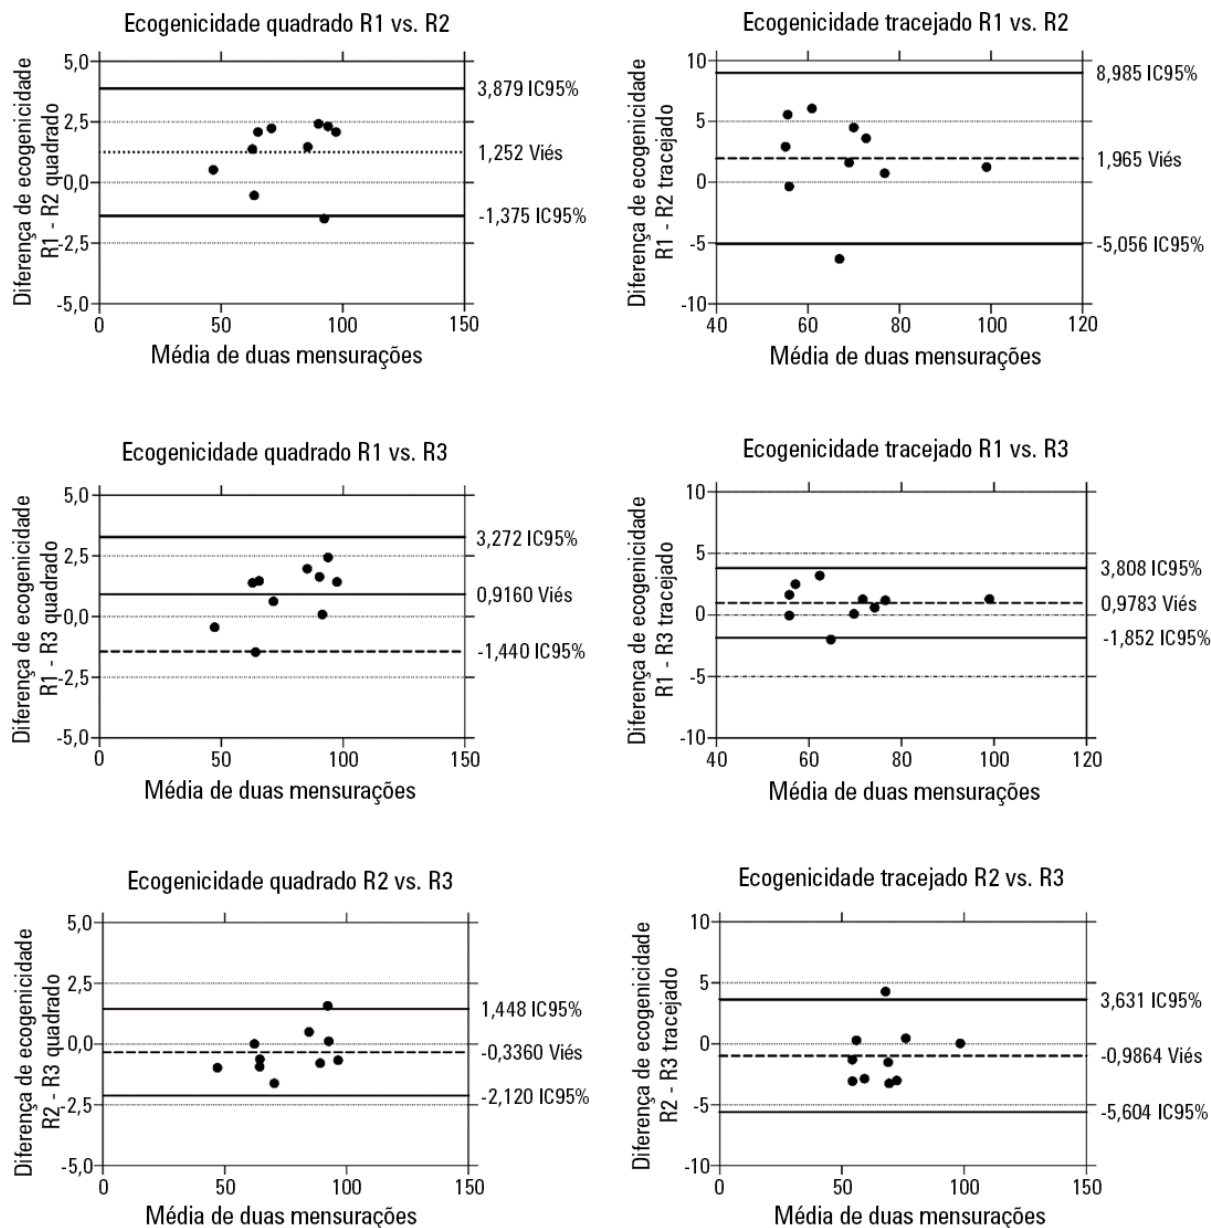 Ecogenicidade quadrado R1 vs. R2
Diferença de ecogenicidade
R1 - R2 quadrado
5,0
2,5
0,0
-2,5
-5,0
3,879 IC95%
1,252 Viés
-1,375 IC95%
0
50
100
150
Média de duas mensurações
Ecogenicidade tracejado R1 vs. R2
Diferença de ecogenicidade
R1 - R2 tracejado
10
5
0
-5
-10
8,985 IC95%
1,965 Viés
-5,056 IC95%
40
60
80
100
120
Média de duas mensurações
Ecogenicidade quadrado R1 vs. R3
Diferença de ecogenicidade
R1 - R3 quadrado
5,0
2,5
0,0
-2,5
-5,0
3,272 IC95%
0,9160 Viés
-1,440 IC95%
0
50
100
150
Média de duas mensurações
Ecogenicidade tracejado R1 vs. R3
Diferença de ecogenicidade
R1 - R3 tracejado
10
5
0
-5
-10
3,808 IC95%
0,9783 Viés
-1,852 IC95%
40
60
80
100
120
Média de duas mensurações
Ecogenicidade quadrado R2 vs. R3
Diferença de ecogenicidade
R2 - R3 quadrado
5,0
2,5
0,0
-2,5
-5,0
1,448 IC95%
-0,3360 Viés
-2,120 IC95%
0
50
100
150
Média de duas mensurações
Ecogenicidade tracejado R2 vs. R3
Diferença de ecogenicidade
R2 - R3 tracejado
10
5
0
-5
-10
3,631 IC95%
-0,9864 Viés
-5,604 IC95%
0
50
100
150
Média de duas mensurações